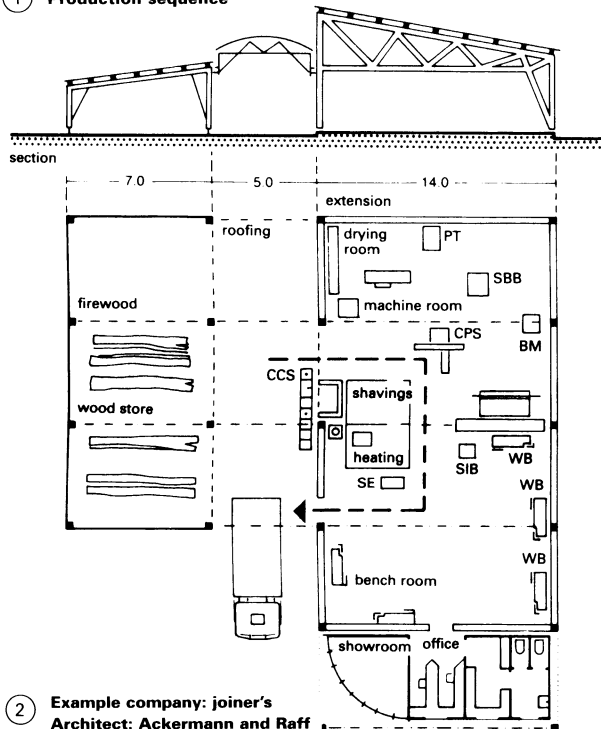 1 Production sequence
section
7.0 5.0 14.0
extension
roofing
drying
room
PT
SBB
firewood
machine room
CPS
BM
CCS
shavings
wood store
heating
SIB
WB
SE
WB
WB
bench room
showroom office
2 Example company: joiner's
Architect: Ackermann and Raff